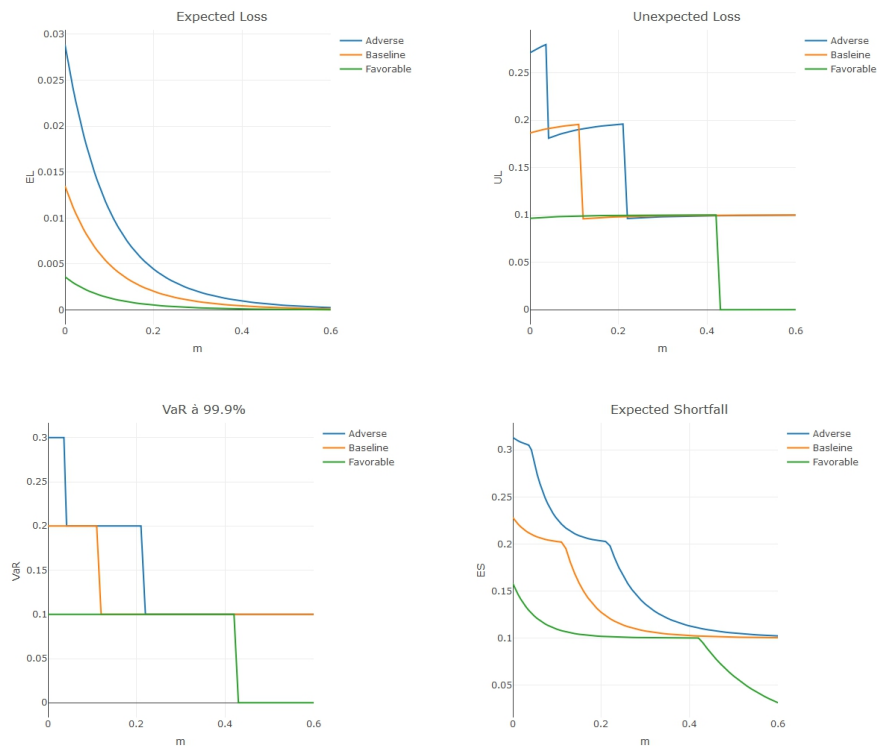 Expected Loss
Adverse
Baseline
Favorable
0.03
0.025
0.02
0.015
0.01
0.005
0
EL
0
0.2
0.4
0.6
m
Unexpected Loss
Adverse
Basleine
Favorable
0.25
0.2
0.15
0.1
0.05
0
UL
0
0.2
0.4
0.6
m
VaR à 99.9%
Adverse
Baseline
Favorable
0.3
0.25
0.2
0.15
0.1
0.05
0
VaR
0
0.2
0.4
0.6
m
Expected Shortfall
Adverse
Basleine
Favorable
0.3
0.25
0.2
0.15
0.1
0.05
ES
0
0.2
0.4
0.6
m